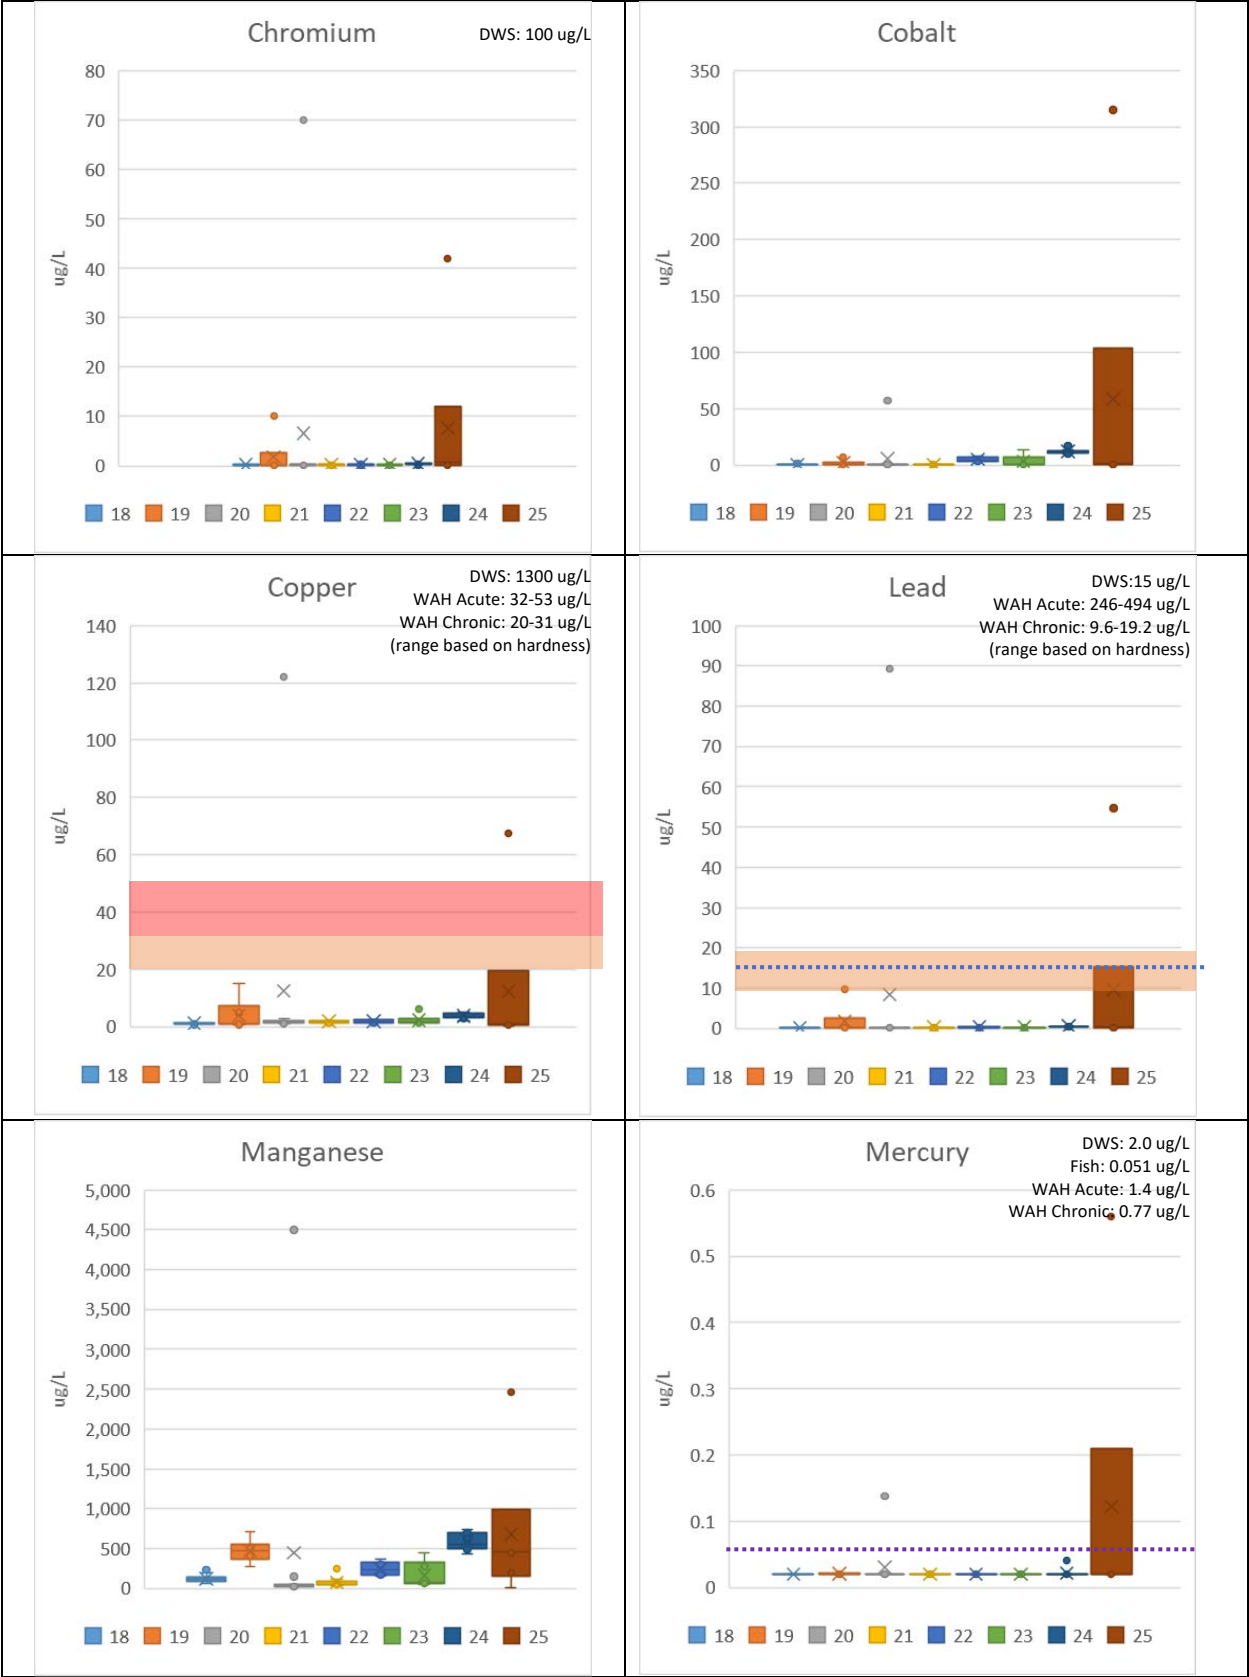 Chromium
DWS: 100 ug/L
80
70
60
50
40
30
20
10
0
ug/L
18 19 20 21 22 23 24 25
Cobalt
350
300
250
200
150
100
50
0
ug/L
18 19 20 21 22 23 24 25
Copper
DWS: 1300 ug/L
WAH Acute: 32-53 ug/L
WAH Chronic: 20-31 ug/L
(range based on hardness)
140
120
100
80
60
40
20
0
ug/L
18 19 20 21 22 23 24 25
Lead
DWS:15 ug/L
WAH Acute: 246-494 ug/L
WAH Chronic: 9.6-19.2 ug/L
(range based on hardness)
100
90
80
70
60
50
40
30
20
10
0
ug/L
18 19 20 21 22 23 24 25
Manganese
5,000
4,500
4,000
3,500
3,000
2,500
2,000
1,500
1,000
500
0
ug/L
18 19 20 21 22 23 24 25
Mercury
DWS: 2.0 ug/L
Fish: 0.051 ug/L
WAH Acute: 1.4 ug/L
WAH Chronic: 0.77 ug/L
0.6
0.5
0.4
0.3
0.2
0.1
0
ug/L
18 19 20 21 22 23 24 25